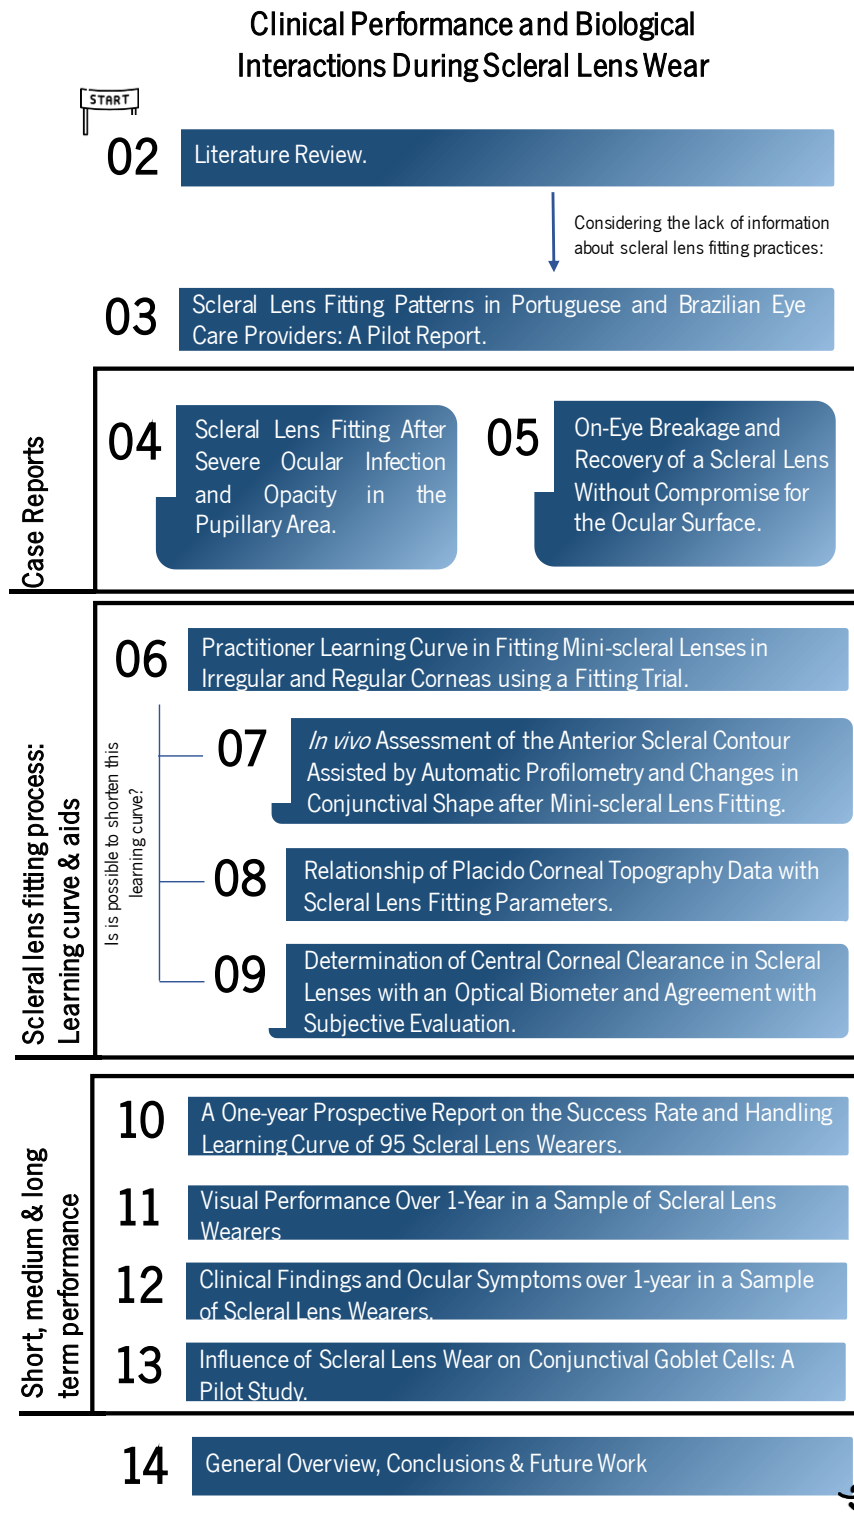 Clinical Performance and Biological
Interactions During Scleral Lens Wear
START
02
Literature Review.
Considering the lack of information
about scleral lens fitting practices:
03
Scleral Lens Fitting Patterns in Portuguese and Brazilian Eye
Care Providers: A Pilot Report.
Case Reports
04
Scleral Lens Fitting After
Severe Ocular Infection
and Opacity in the
Pupillary Area.
05
On-Eye Breakage and
Recovery of a Scleral Lens
Without Compromise for
the Ocular Surface.
Scleral lens fitting process:
Learning curve & aids
06
Practitioner Learning Curve in Fitting Mini-scleral Lenses in
Irregular and Regular Corneas using a Fitting Trial.
Is is possible to shorten this
learning curve?
07
In vivo Assessment of the Anterior Scleral Contour
Assisted by Automatic Profilometry and Changes in
Conjunctival Shape after Mini-scleral Lens Fitting.
08
Relationship of Placido Corneal Topography Data with
Scleral Lens Fitting Parameters.
09
Determination of Central Corneal Clearance in Scleral
Lenses with an Optical Biometer and Agreement with
Subjective Evaluation.
Short, medium & long
term performance
10
A One-year Prospective Report on the Success Rate and Handling
Learning Curve of 95 Scleral Lens Wearers.
11
Visual Performance Over 1-Year in a Sample of Scleral Lens
Wearers
12
Clinical Findings and Ocular Symptoms over 1-year in a Sample
of Scleral Lens Wearers.
13
Influence of Scleral Lens Wear on Conjunctival Goblet Cells: A
Pilot Study.
14
General Overview, Conclusions & Future Work